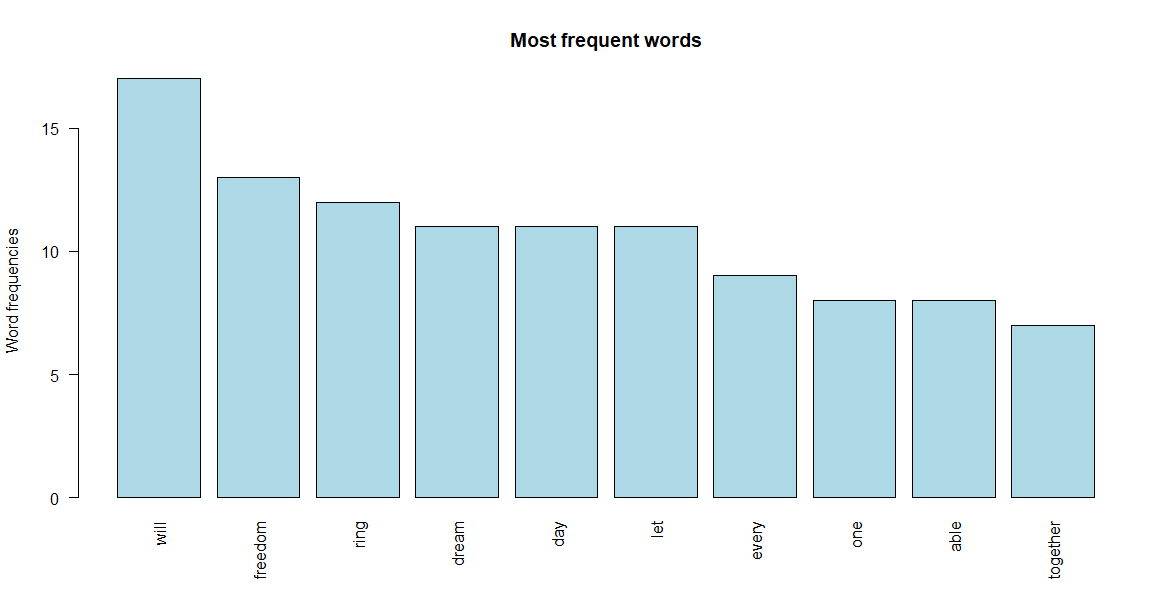 Most frequent words
Word frequencies
15
10
5
0
will
freedom
ring
dream
day
let
every
one
able
together